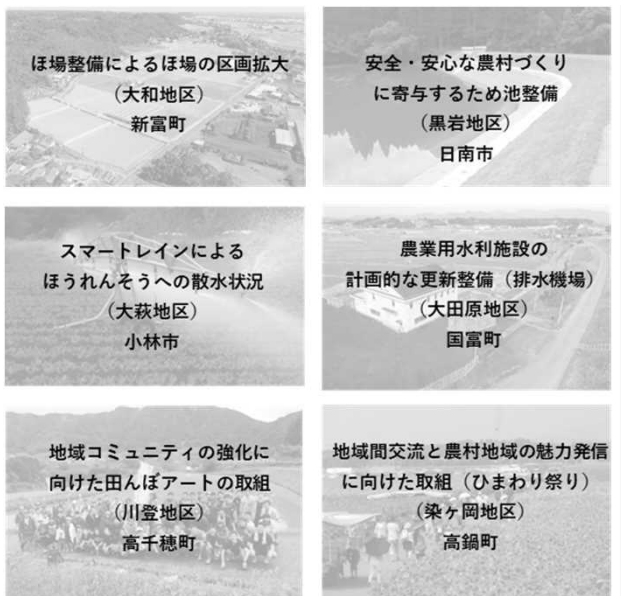 ほ場整備によるほ場の区画拡大
（大和地区）
新富町
安全・安心な農村づくり
に寄与するため池整備
（黒岩地区）
日南市
スマートレインによる
ほうれんそうへの散水状況
（大萩地区）
小林市
農業用水利施設の
計画的な更新整備（排水機場）
（大田原地区）
国富町
地域コミュニティの強化に
向けた田んぼアートの取組
（川登地区）
高千穂町
地域間交流と農村地域の魅力発信
に向けた取組（ひまわり祭り）
（染ヶ岡地区）
高鍋町